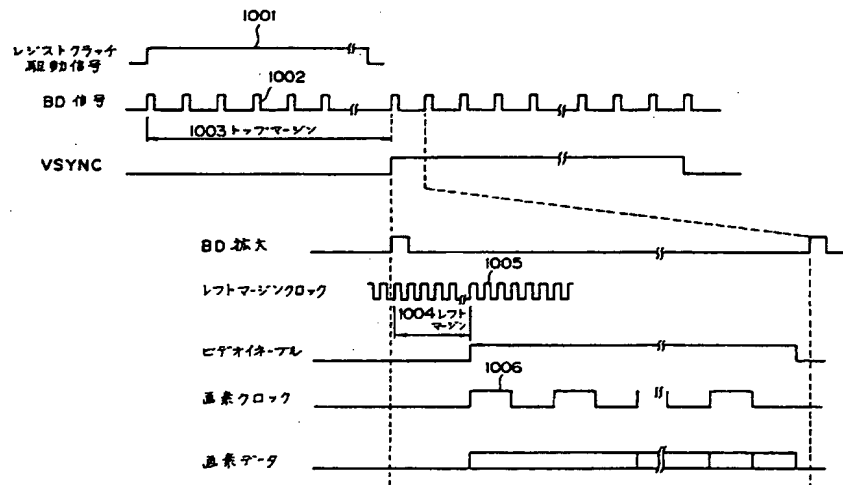 1001
レジストクラッチ
駆動信号
1002
BD 信号
1003 トップマージン
VSYNC
BD 拡大
1005
レフトマージンクロック
1004 レフト
マージン
ビデオイネーブル
1006
画素クロック
画素データ